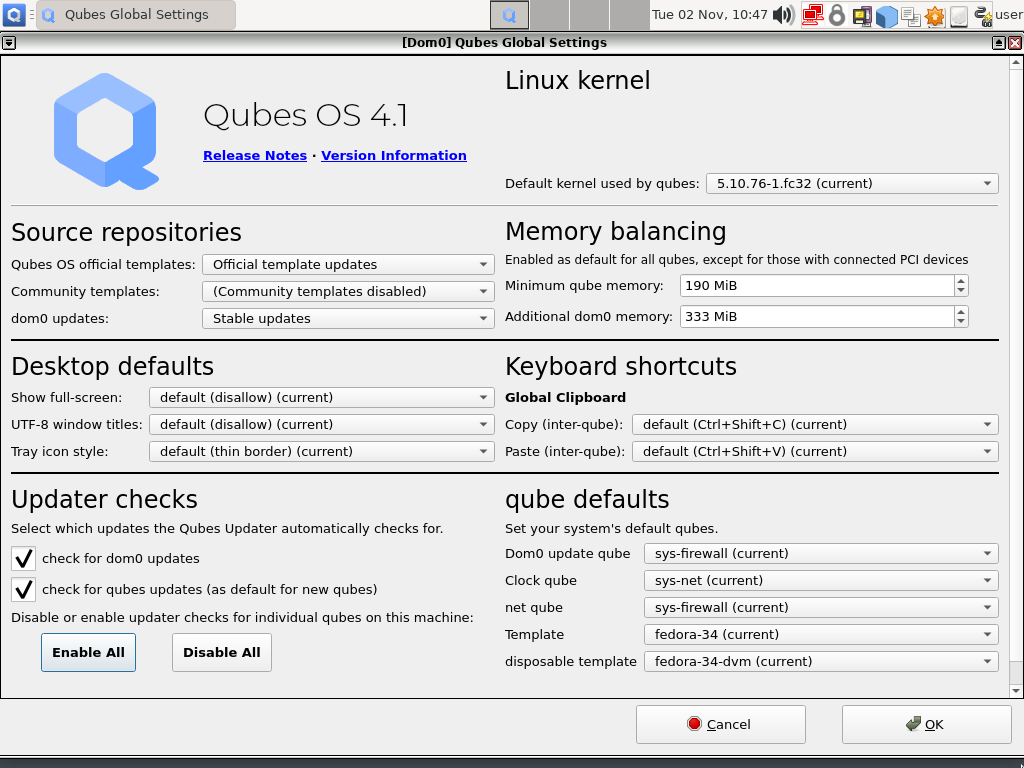 Qubes Global Settings
Tue 02 Nov, 10:47
user
[Dom0] Qubes Global Settings
Qubes OS 4.1
Release Notes · Version Information
Linux kernel
Default kernel used by qubes: 5.10.76-1.fc32 (current)
Source repositories
Qubes OS official templates: Official template updates
Community templates: (Community templates disabled)
dom0 updates: Stable updates
Memory balancing
Enabled as default for all qubes, except for those with connected PCI devices
Minimum qube memory: 190 MiB
Additional dom0 memory: 333 MiB
Desktop defaults
Show full-screen: default (disallow) (current)
UTF-8 window titles: default (disallow) (current)
Tray icon style: default (thin border) (current)
Keyboard shortcuts
Global Clipboard
Copy (inter-qube): default (Ctrl+Shift+C) (current)
Paste (inter-qube): default (Ctrl+Shift+V) (current)
Updater checks
Select which updates the Qubes Updater automatically checks for.
check for dom0 updates
check for qubes updates (as default for new qubes)
Disable or enable updater checks for individual qubes on this machine:
Enable All
Disable All
qube defaults
Set your system's default qubes.
Dom0 update qube sys-firewall (current)
Clock qube sys-net (current)
net qube sys-firewall (current)
Template fedora-34 (current)
disposable template fedora-34-dvm (current)
Cancel
OK